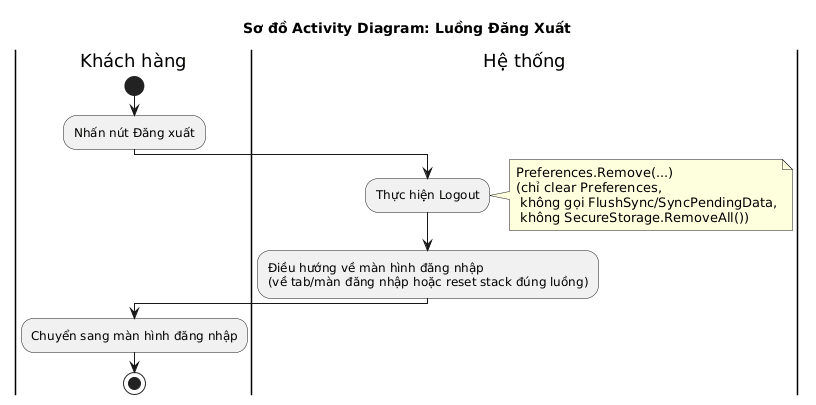 Sơ đồ Activity Diagram: Luồng Đăng Xuất
Khách hàng
Hệ thống
Nhấn nút Đăng xuất
Thực hiện Logout
Preferences.Remove(...)
(chỉ clear Preferences,
không gọi FlushSync/SyncPendingData,
không SecureStorage.RemoveAll())
Điều hướng về màn hình đăng nhập
(về tab/màn đăng nhập hoặc reset stack đúng luồng)
Chuyển sang màn hình đăng nhập